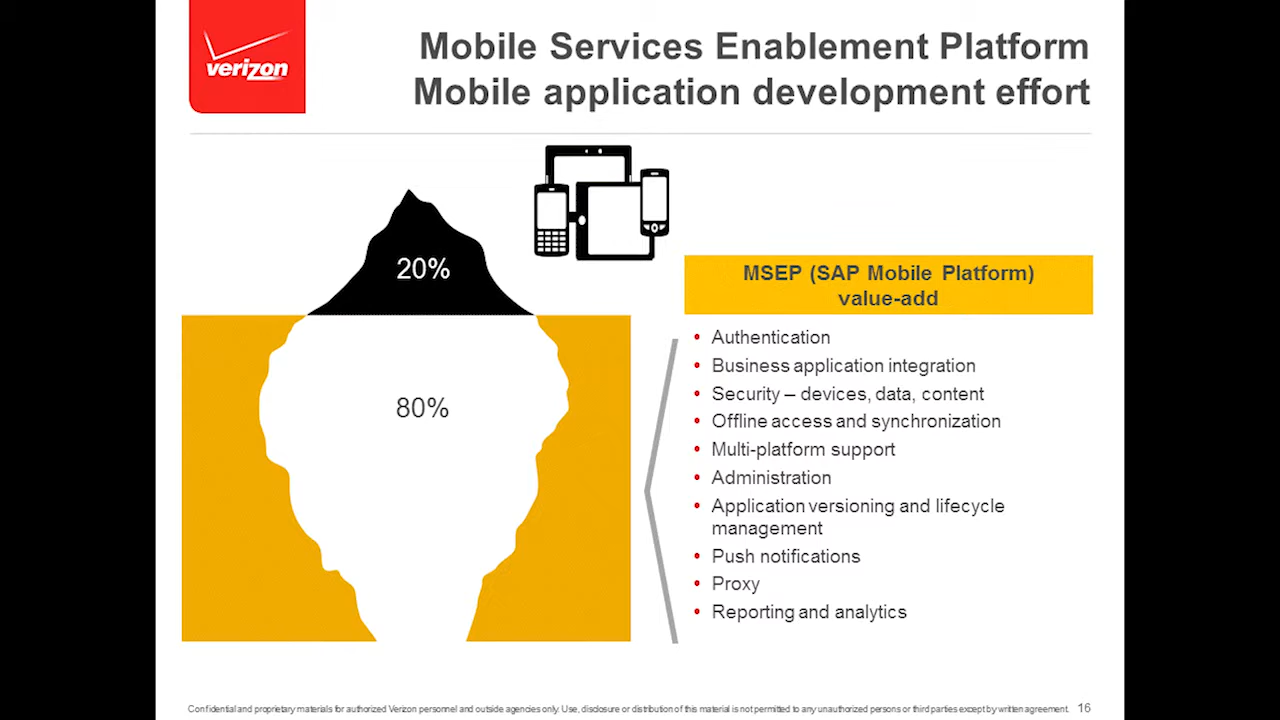 verizon
Mobile Services Enablement Platform
Mobile application development effort
20%
80%
MSEP (SAP Mobile Platform)
value-add
• Authentication
• Business application integration
• Security – devices, data, content
• Offline access and synchronization
• Multi-platform support
• Administration
• Application versioning and lifecycle
management
• Push notifications
• Proxy
• Reporting and analytics
Confidential and proprietary materials for authorized Verizon personnel and outside agencies only. Use, disclosure or distribution of this material is not permitted to any unauthorized persons or third parties except by written agreement. 16